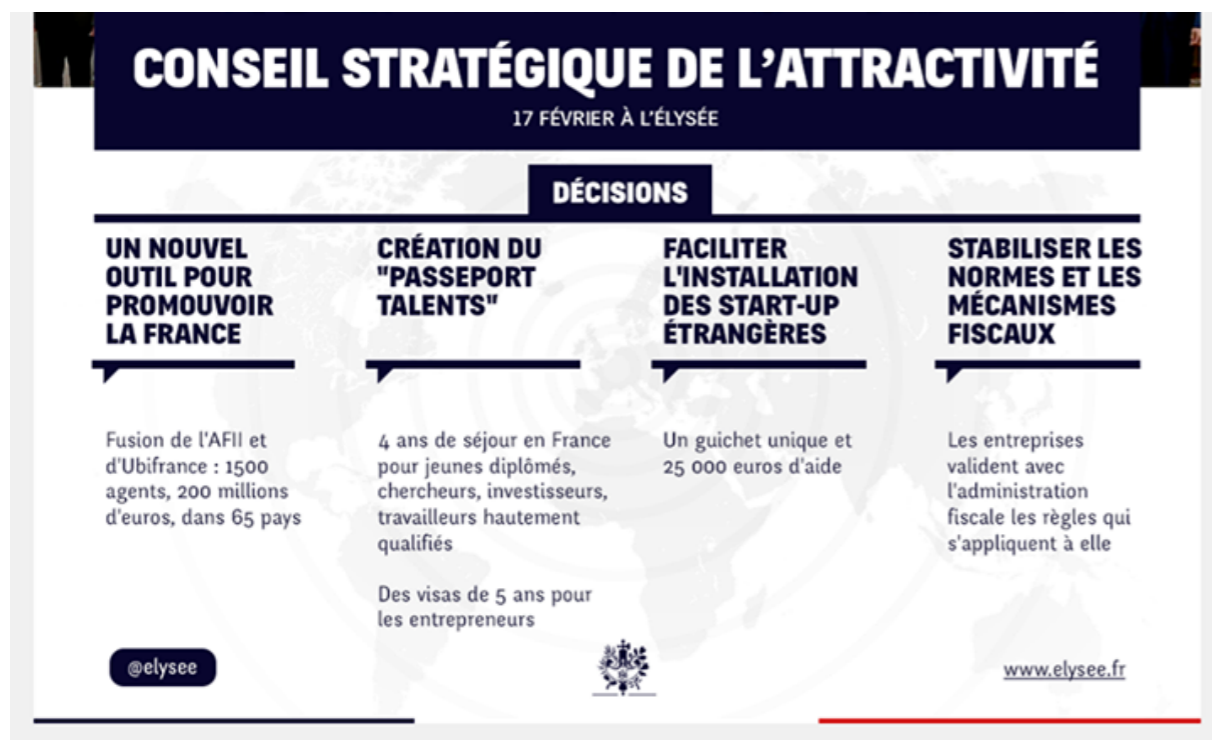 CONSEIL STRATÉGIQUE DE L'ATTRACTIVITÉ
17 FÉVRIER À L'ÉLYSÉE
DÉCISIONS
UN NOUVEL
OUTIL POUR
PROMOUVOIR
LA FRANCE
Fusion de l'AFII et
d'Ubifrance : 1500
agents, 200 millions
d'euros, dans 65 pays
CRÉATION DU
"PASSEPORT
TALENTS"
4 ans de séjour en France
pour jeunes diplômés,
chercheurs, investisseurs,
travailleurs hautement
qualifiés
Des visas de 5 ans pour
les entrepreneurs
FACILITER
L'INSTALLATION
DES START-UP
ÉTRANGÈRES
Un guichet unique et
25 000 euros d'aide
STABILISER LES
NORMES ET LES
MÉCANISMES
FISCAUX
Les entreprises
valident avec
l'administration
fiscale les règles qui
s'appliquent à elle
@elysee
www.elysee.fr